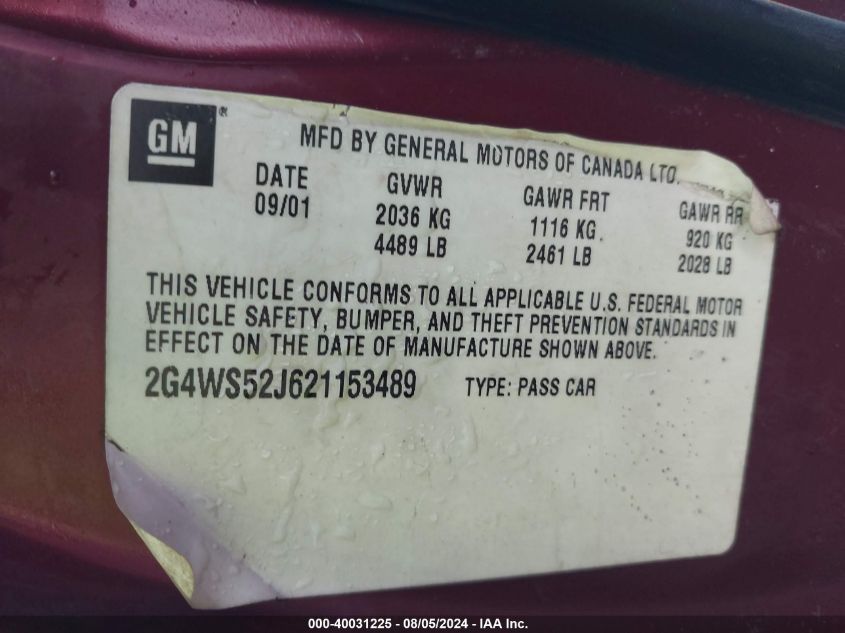 GM ®
MFD BY GENERAL MOTORS OF CANADA LTD.
DATE GVWR GAWR FRT GAWR RR
09/01 2036 KG 1116 KG 920 KG
4489 LB 2461 LB 2028 LB
THIS VEHICLE CONFORMS TO ALL APPLICABLE U.S. FEDERAL MOTOR
VEHICLE SAFETY, BUMPER, AND THEFT PREVENTION STANDARDS IN
EFFECT ON THE DATE OF MANUFACTURE SHOWN ABOVE.
2G4WS52J621153489 TYPE: PASS CAR
000-40031225 - 08/05/2024 - IAA Inc.